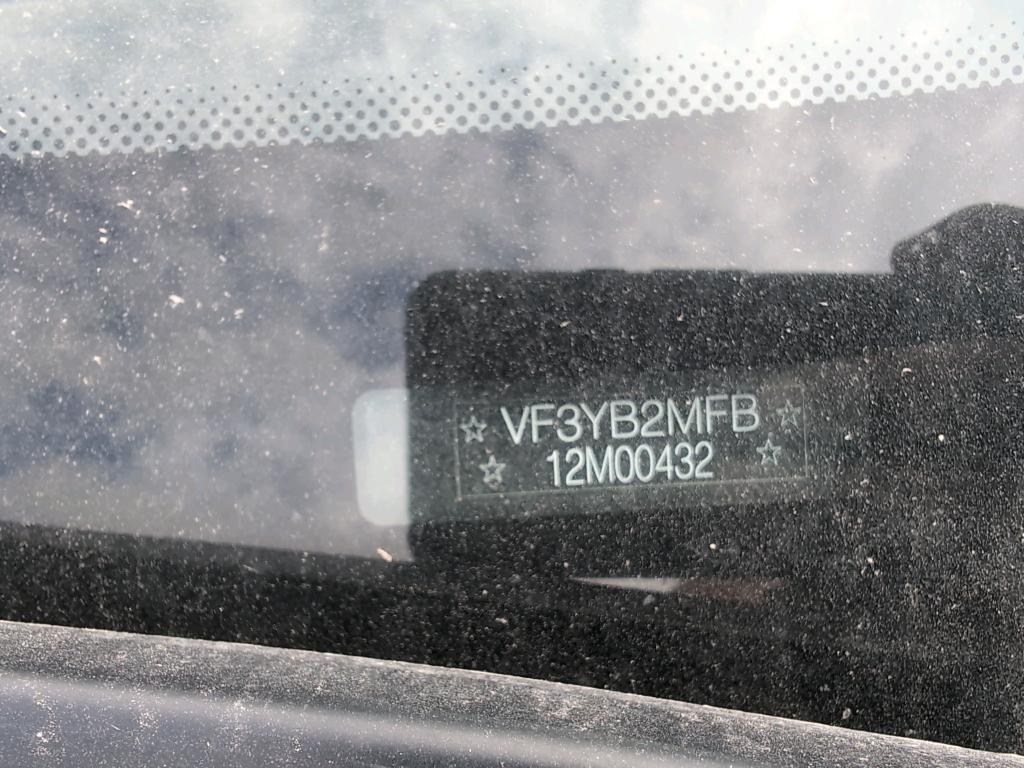 ☆ VF3YB2MFB ☆
☆ 12M00432 ☆